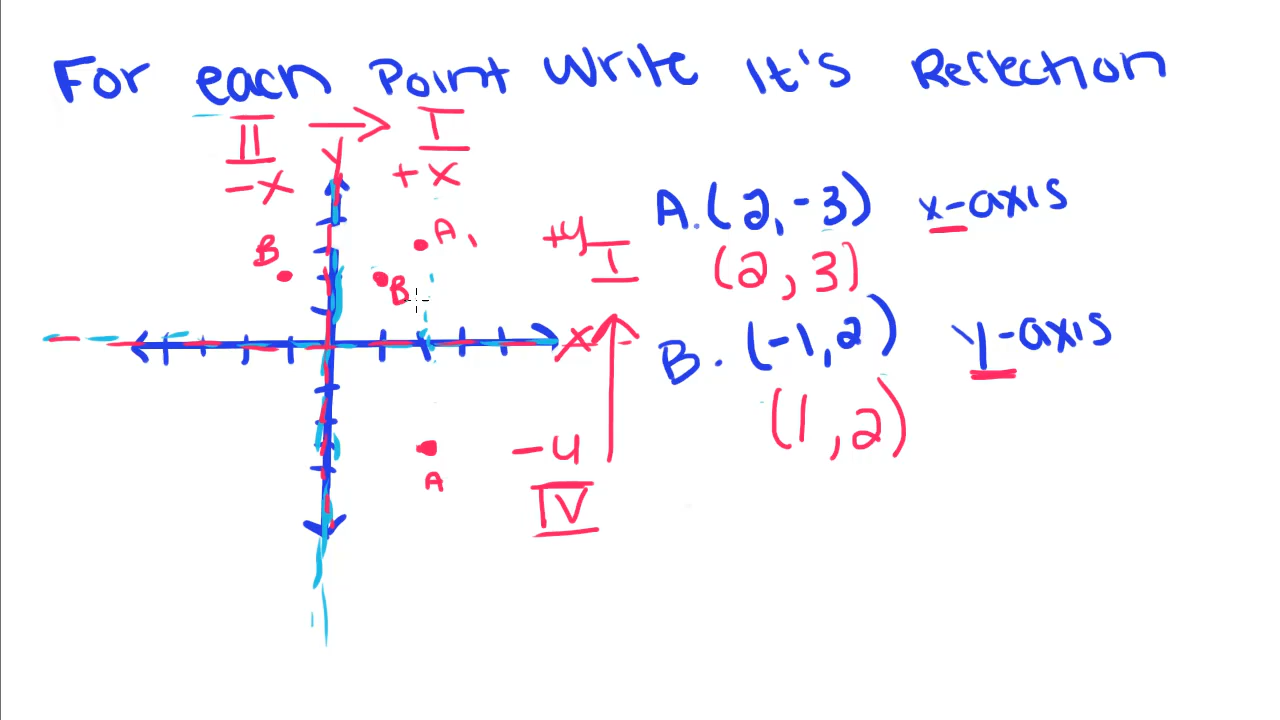 For each Point Write It's Reflection
II → I
Y
-X +X
A. (2, -3) x-axis
A,
+y I
B
(2, 3)
B
X
B. (-1, 2) y-axis
(1, 2)
-y
A
IV